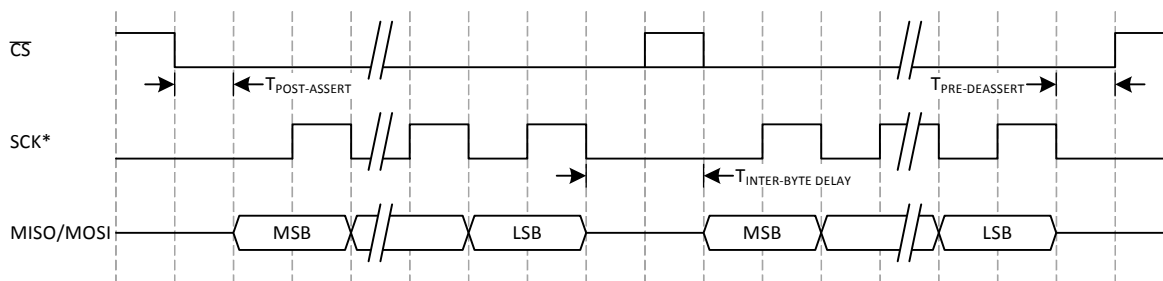 CS
T_POST-ASSERT
T_PRE-DEASSERT
SCK*
T_INTER-BYTE DELAY
MISO/MOSI MSB LSB MSB LSB